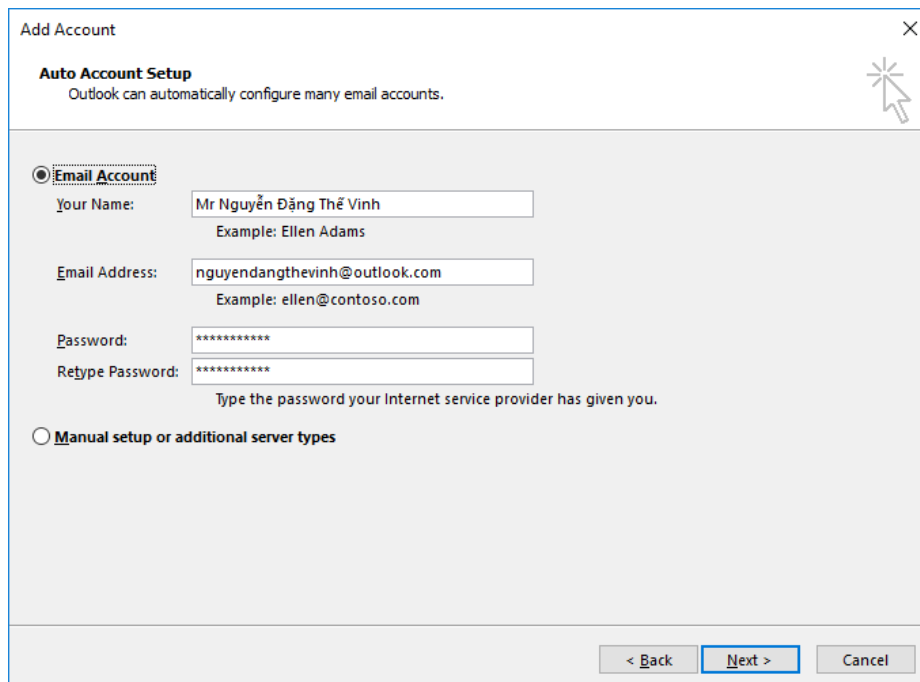 Add Account
Auto Account Setup
Outlook can automatically configure many email accounts.
Email Account
Your Name: Mr Nguyễn Đặng Thế Vinh
Example: Ellen Adams
Email Address: nguyendangthevinh@outlook.com
Example: ellen@contoso.com
Password: ***********
Retype Password: ***********
Type the password your Internet service provider has given you.
Manual setup or additional server types
< Back Next > Cancel